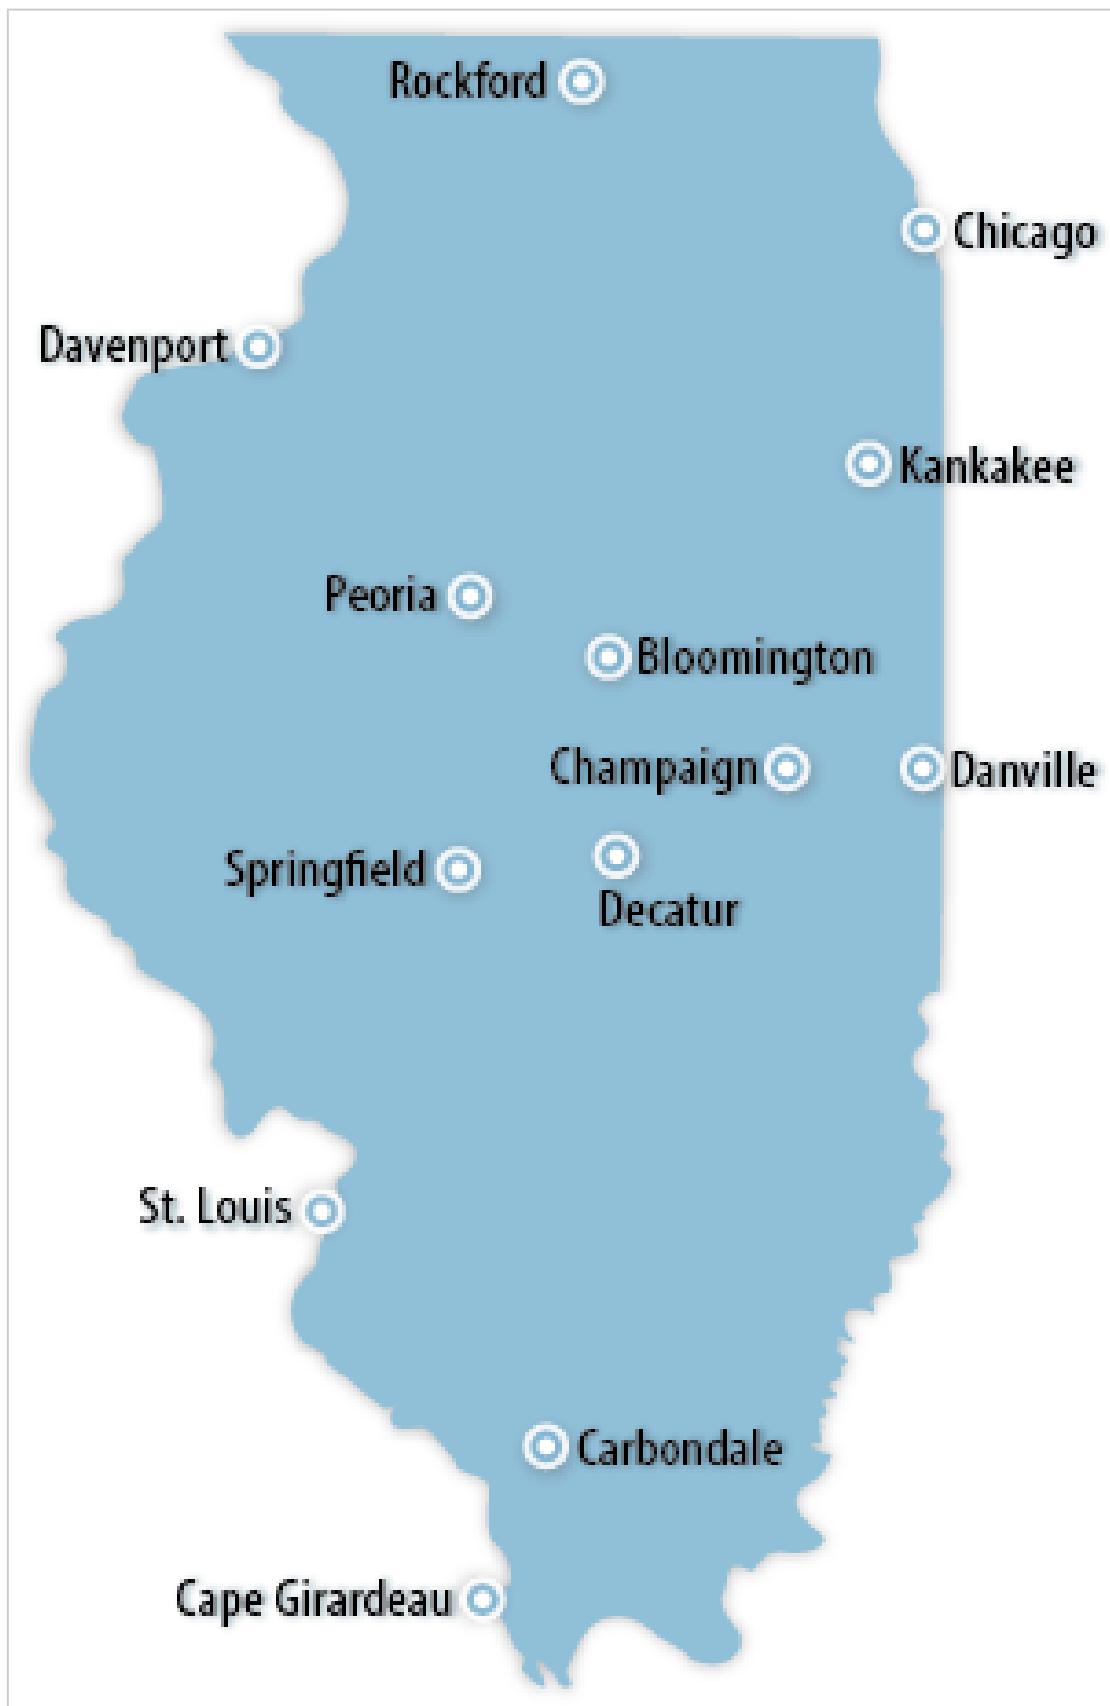 Rockford
Chicago
Davenport
Kankakee
Peoria
Bloomington
Champaign
Danville
Springfield
Decatur
St. Louis
Carbondale
Cape Girardeau